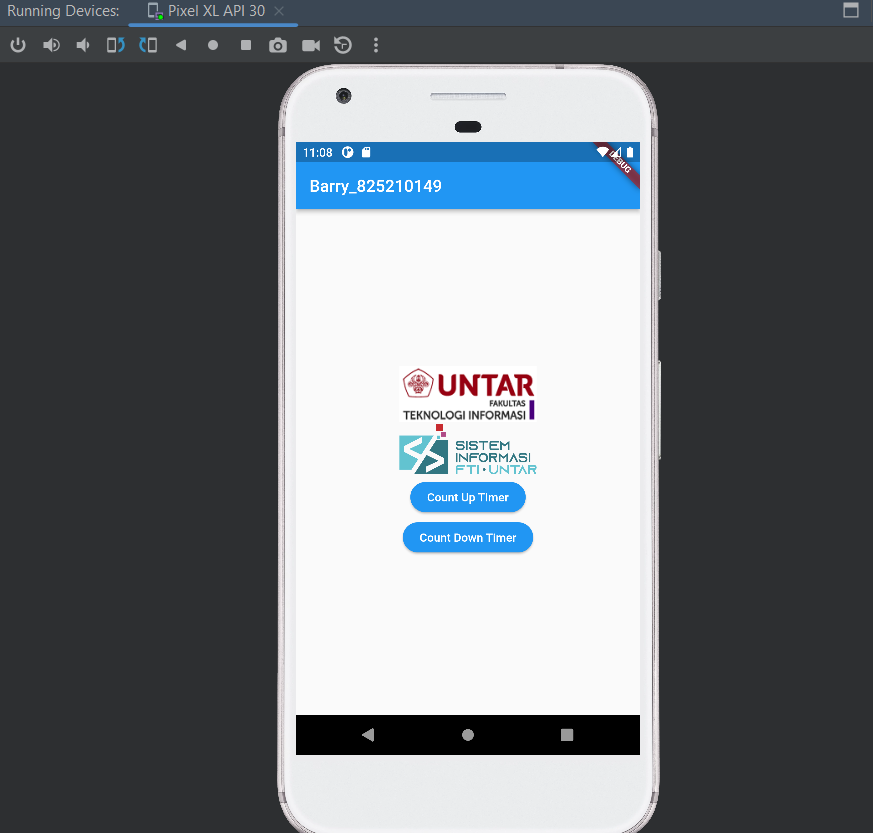 Running Devices: Pixel XL API 30
11:08
DEBUG
Barry_825210149
UNTAR
FAKULTAS
TEKNOLOGI INFORMASI
SISTEM
INFORMASI
FTI•UNTAR
Count Up Timer
Count Down Timer